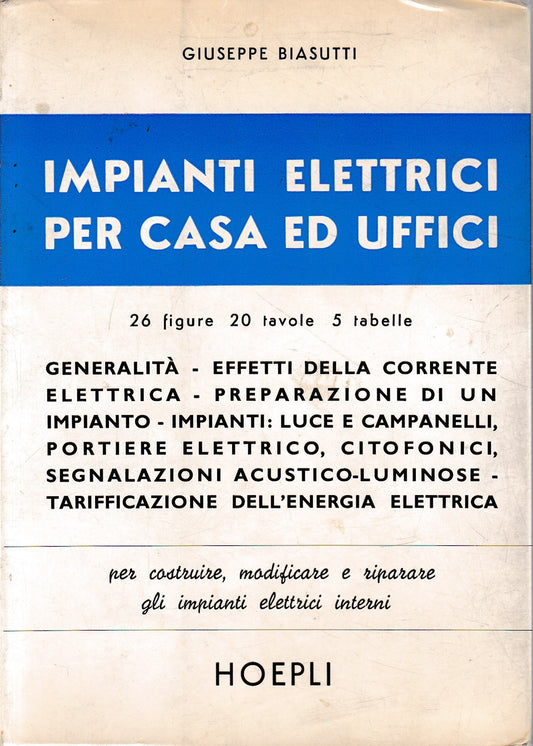 GIUSEPPE BIASUTTI
IMPIANTI ELETTRICI
PER CASA ED UFFICI
26 figure 20 tavole 5 tabelle
GENERALITÀ - EFFETTI DELLA CORRENTE
ELETTRICA - PREPARAZIONE DI UN
IMPIANTO - IMPIANTI: LUCE E CAMPANELLI,
PORTIERE ELETTRICO, CITOFONICI,
SEGNALAZIONI ACUSTICO-LUMINOSE -
TARIFFICAZIONE DELL'ENERGIA ELETTRICA
per costruire, modificare e riparare
gli impianti elettrici interni
HOEPLI